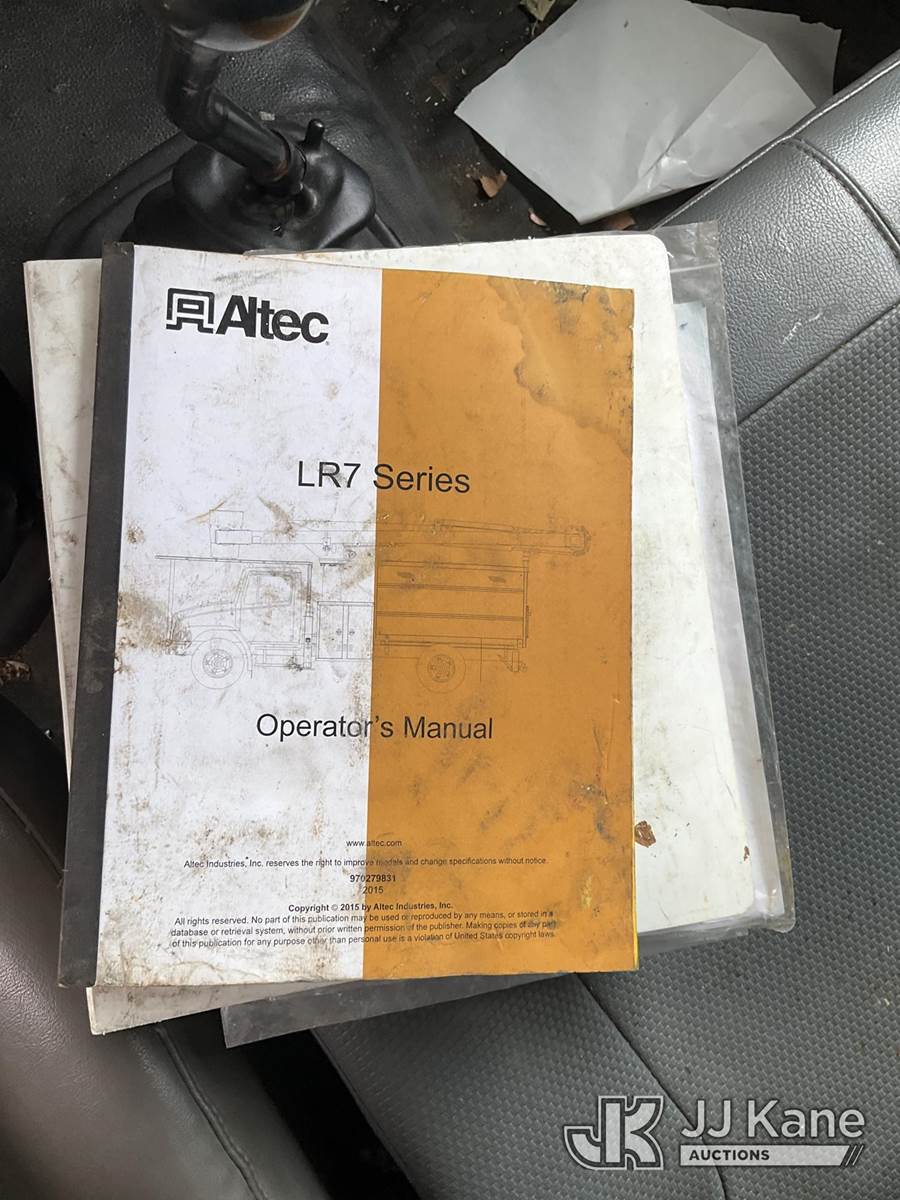 Altec
LR7 Series
Operator's Manual
www.altec.com
Altec Industries, Inc. reserves the right to improve models and change specifications without notice.
970279831
2015
Copyright © 2015 by Altec Industries, Inc.
All rights reserved. No part of this publication may be used or reproduced by any means, or stored in a
database or retrieval system, without prior written permission of the publisher. Making copies of any part
of this publication for any purpose other than personal use is a violation of United States copyright laws.
JK JJ Kane
AUCTIONS